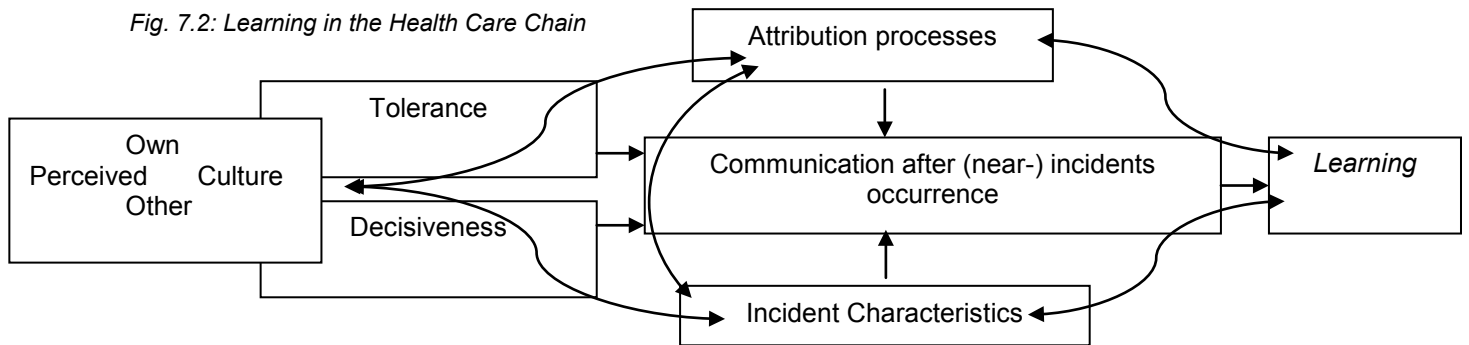 Fig. 7.2: Learning in the Health Care Chain
Attribution processes
Tolerance
Own
Perceived Culture
Other
Communication after (near-) incidents
occurrence
Learning
Decisiveness
Incident Characteristics